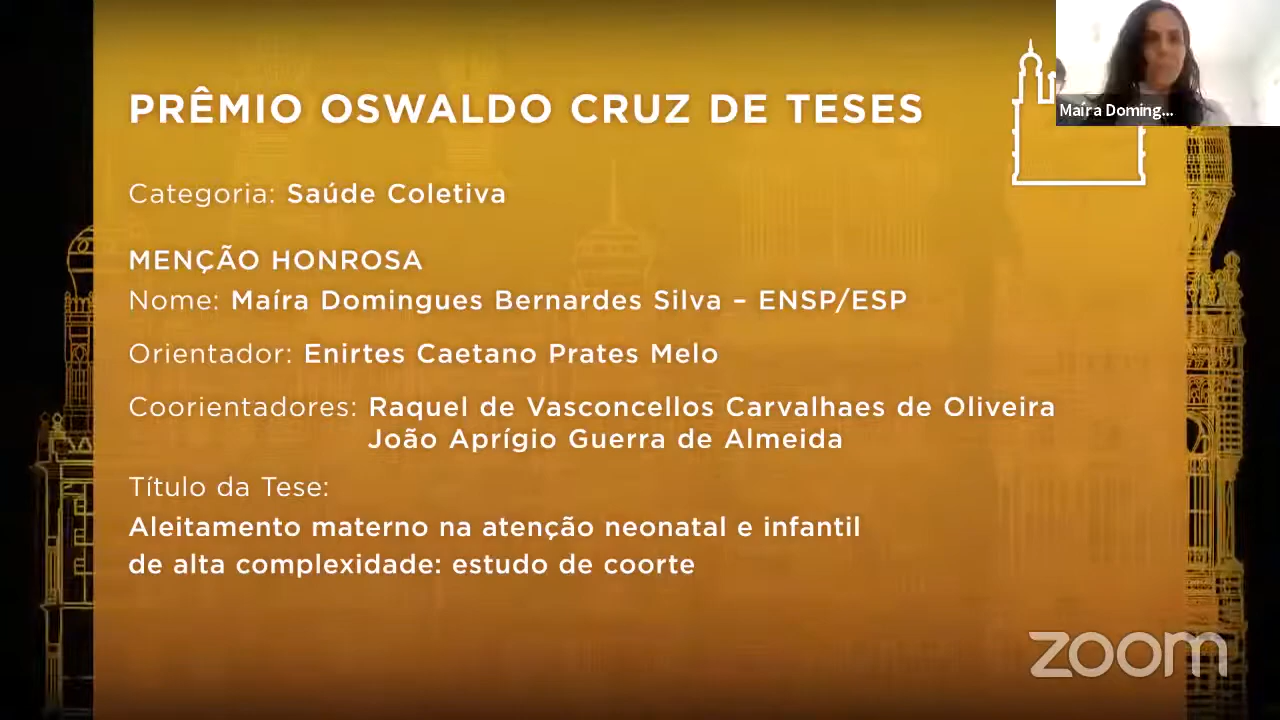 PRÊMIO OSWALDO CRUZ DE TESES
Maíra Doming...
Categoria: Saúde Coletiva
MENÇÃO HONROSA
Nome: Maíra Domingues Bernardes Silva – ENSP/ESP
Orientador: Enirtes Caetano Prates Melo
Coorientadores: Raquel de Vasconcellos Carvalhaes de Oliveira
João Aprígio Guerra de Almeida
Título da Tese:
Aleitamento materno na atenção neonatal e infantil
de alta complexidade: estudo de coorte
zoom